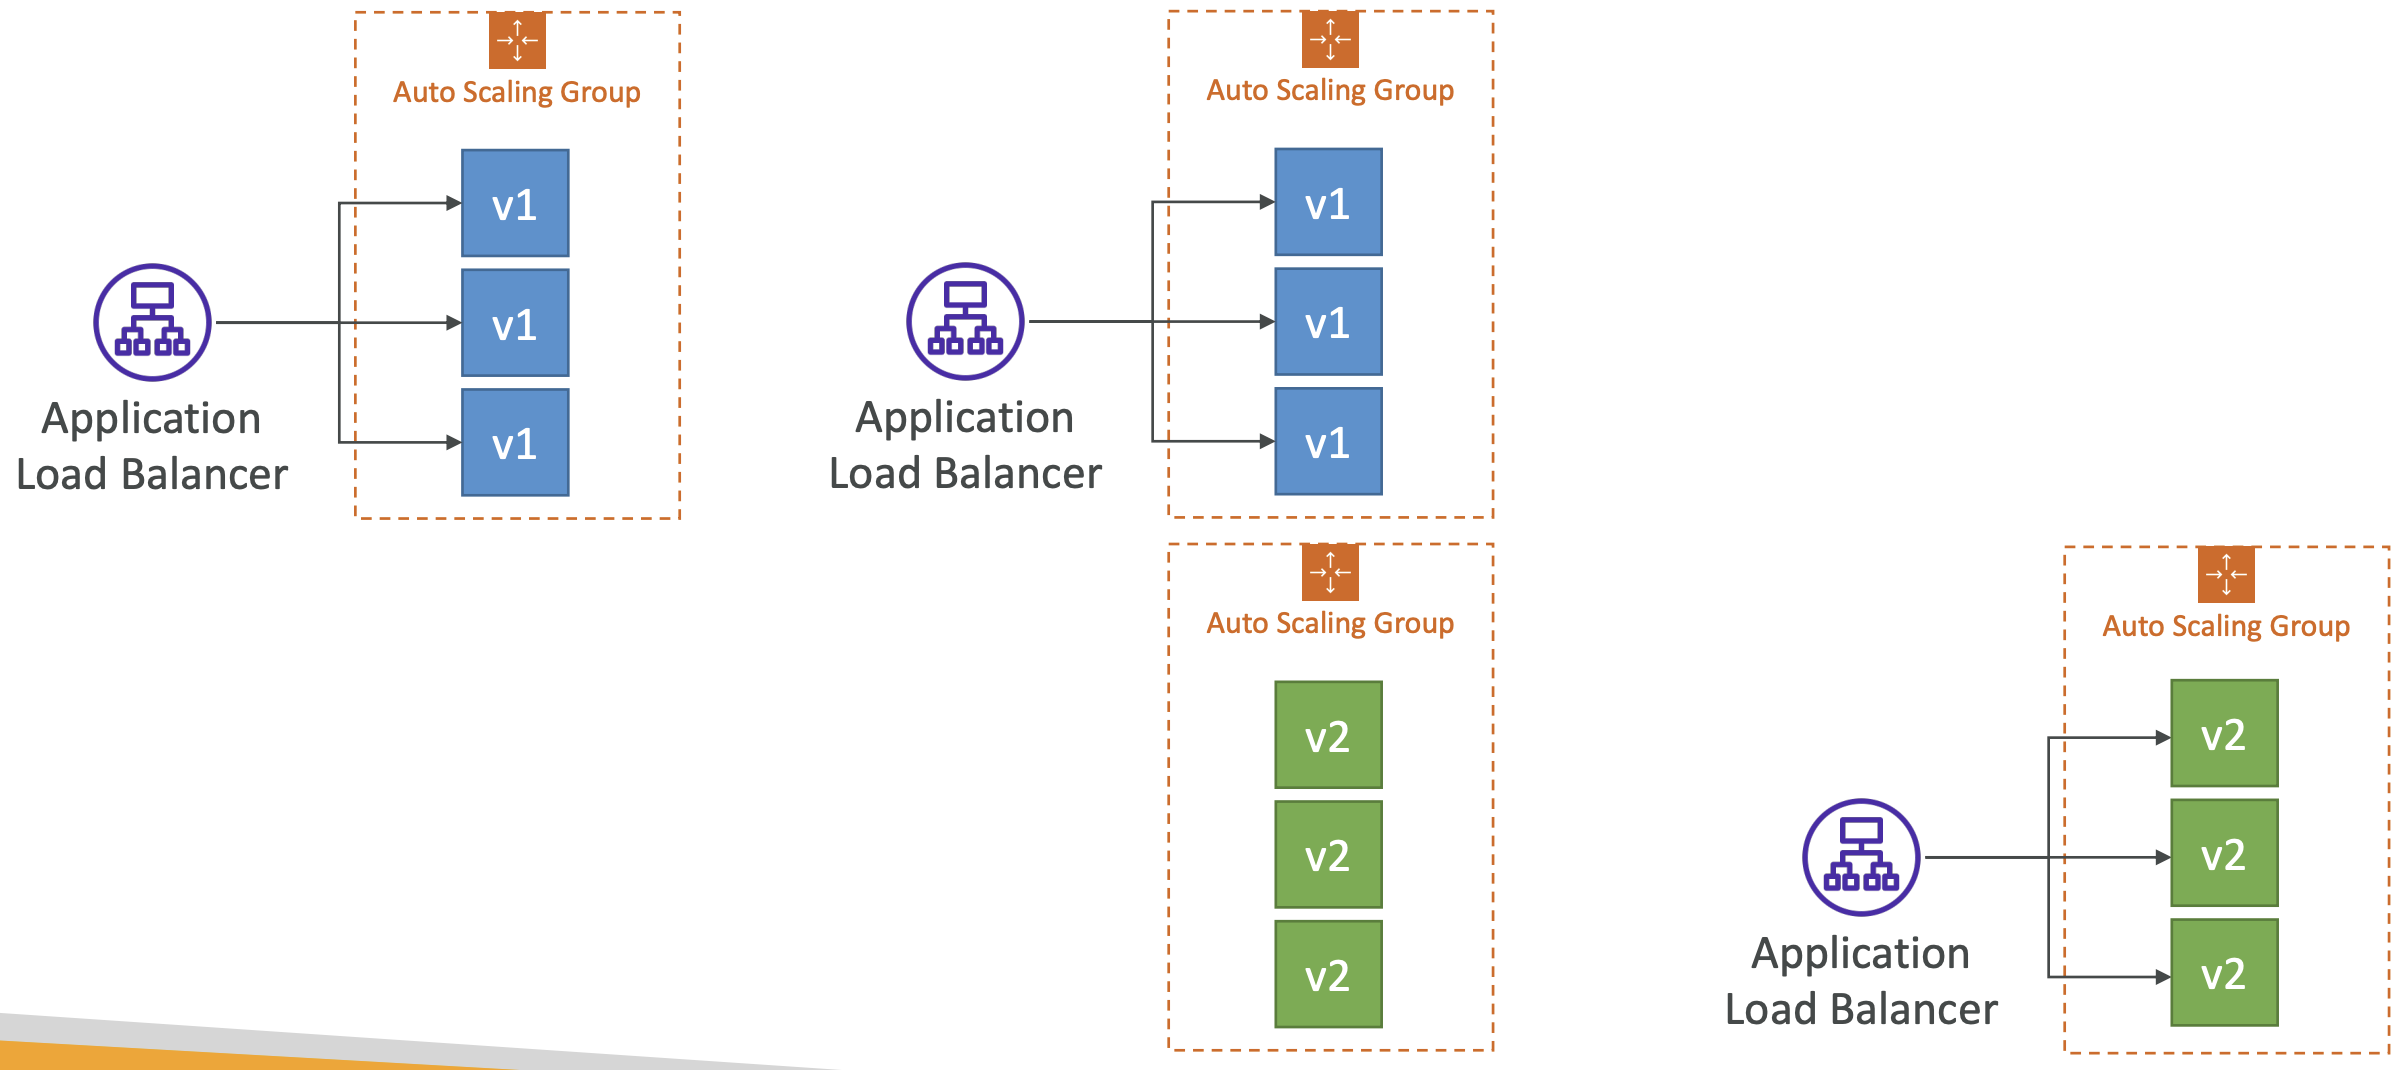 Auto Scaling Group
v1
v1
v1
Application
Load Balancer
Auto Scaling Group
v1
v1
v1
Application
Load Balancer
Auto Scaling Group
v2
v2
v2
Auto Scaling Group
v2
v2
v2
Application
Load Balancer